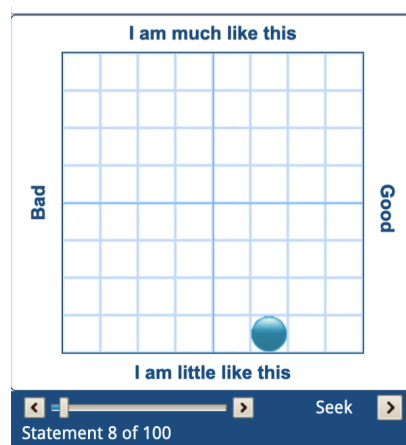 I am much like this
Bad
Good
I am little like this
Seek
Statement 8 of 100